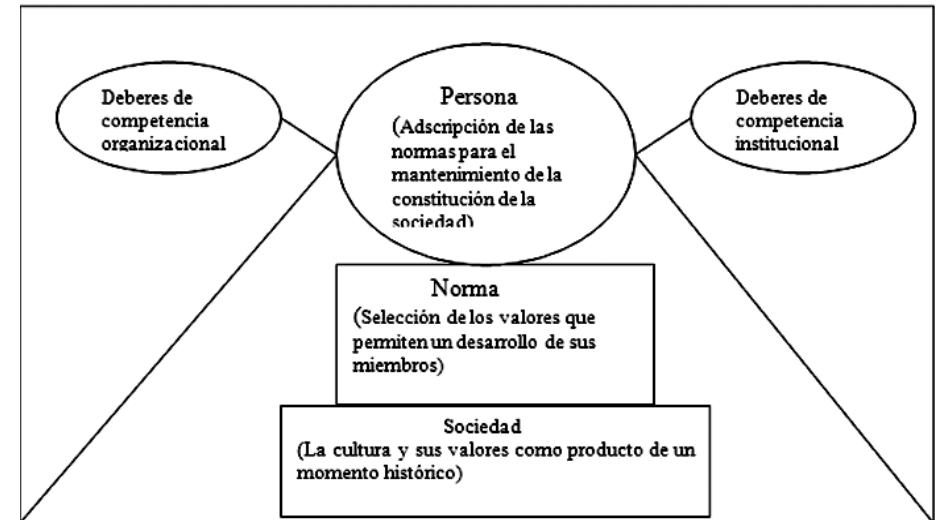 Deberes de
competencia
organizacional
Persona
(Adscripción de las
normas para el
mantenimiento de la
constitución de la
sociedad)
Deberes de
competencia
institucional
Norma
(Selección de los valores que
permiten un desarrollo de sus
miembros)
Sociedad
(La cultura y sus valores como producto de un
momento histórico)